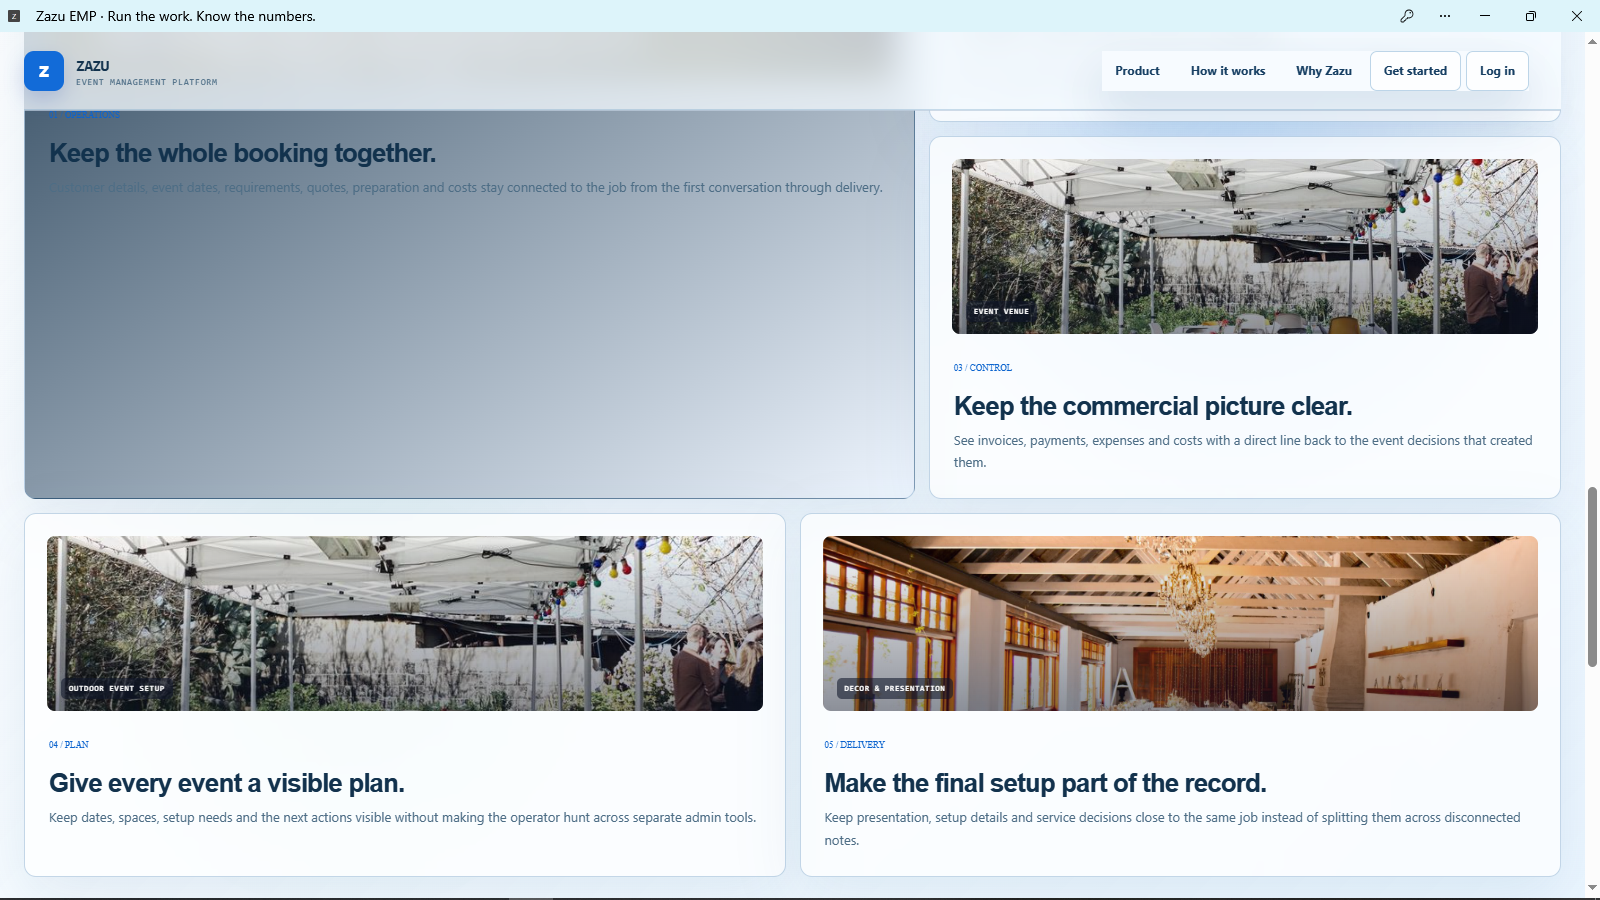 Zazu EMP · Run the work. Know the numbers.
Z
ZAZU
EVENT MANAGEMENT PLATFORM
Product
How it works
Why Zazu
Get started
Log in
01 / OPERATIONS
Keep the whole booking together.
Customer details, event dates, requirements, quotes, preparation and costs stay connected to the job from the first conversation through delivery.
EVENT VENUE
03 / CONTROL
Keep the commercial picture clear.
See invoices, payments, expenses and costs with a direct line back to the event decisions that created
them.
OUTDOOR EVENT SETUP
04 / PLAN
Give every event a visible plan.
Keep dates, spaces, setup needs and the next actions visible without making the operator hunt across separate admin tools.
DECOR & PRESENTATION
05 / DELIVERY
Make the final setup part of the record.
Keep presentation, setup details and service decisions close to the same job instead of splitting them across disconnected
notes.